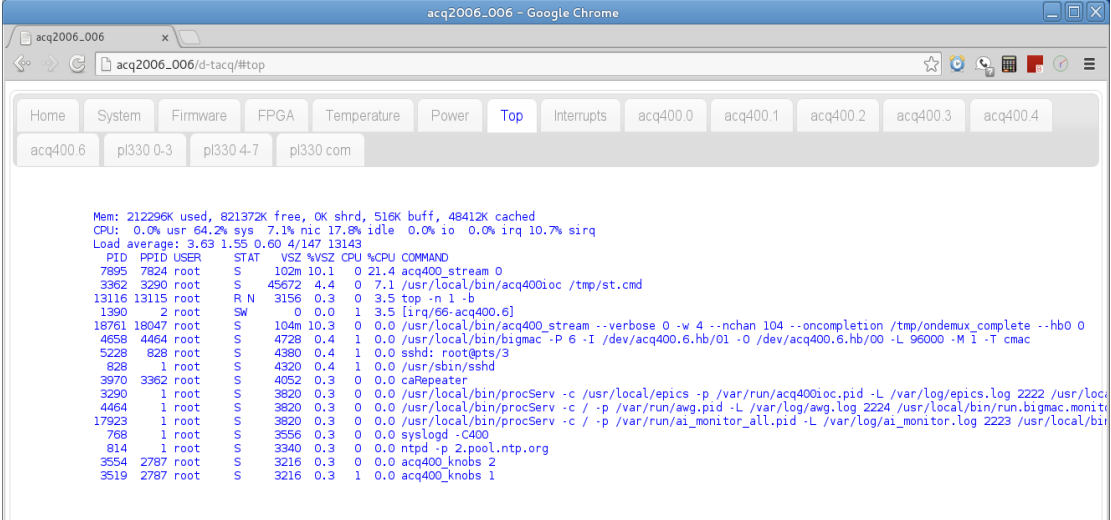 acq2006_006 - Google Chrome
acq2006_006
acq2006_006/d-tacq/#top
Home System Firmware FPGA Temperature Power Top Interrupts acq400.0 acq400.1 acq400.2 acq400.3 acq400.4
acq400.6 pl330 0-3 pl330 4-7 pl330 com
Mem: 212296K used, 821372K free, 0K shrd, 516K buff, 48412K cached
CPU:  0.0% usr 64.2% sys  7.1% nic 17.8% idle  0.0% io  0.0% irq 10.7% sirq
Load average: 3.63 1.55 0.60 4/147 13143
PID  PPID USER     STAT   VSZ %VSZ CPU %CPU COMMAND
7895  7824 root     S     102m 10.1   0 21.4 acq400_stream 0
3362  3290 root     S    45672  4.4   0  7.1 /usr/local/bin/acq400ioc /tmp/st.cmd
13116 13115 root     R N   3156  0.3   0  3.5 top -n 1 -b
1390     2 root     SW       0  0.0   1  3.5 [irq/66-acq400.6]
18761 18047 root     S     104m 10.3   0  0.0 /usr/local/bin/acq400_stream --verbose 0 -w 4 --nchan 104 --oncompletion /tmp/ondemux_complete --hb0 0
4658  4464 root     S     4728  0.4   1  0.0 /usr/local/bin/bigmac -P 6 -I /dev/acq400.6.hb/01 -O /dev/acq400.6.hb/00 -L 96000 -M 1 -T cmac
5228   828 root     S     4380  0.4   1  0.0 sshd: root@pts/3
828     1 root     S     4320  0.4   1  0.0 /usr/sbin/sshd
3970  3362 root     S     4052  0.3   0  0.0 caRepeater
3290     1 root     S     3820  0.3   0  0.0 /usr/local/bin/procServ -c /usr/local/epics -p /var/run/acq400ioc.pid -L /var/log/epics.log 2222 /usr/loca
4464     1 root     S     3820  0.3   0  0.0 /usr/local/bin/procServ -c / -p /var/run/awg.pid -L /var/log/awg.log 2224 /usr/local/bin/run.bigmac.monito
17923     1 root     S     3820  0.3   0  0.0 /usr/local/bin/procServ -c / -p /var/run/ai_monitor_all.pid -L /var/log/ai_monitor.log 2223 /usr/local/bin
768     1 root     S     3556  0.3   0  0.0 syslogd -C400
814     1 root     S     3340  0.3   0  0.0 ntpd -p 2.pool.ntp.org
3554  2787 root     S     3216  0.3   0  0.0 acq400_knobs 2
3519  2787 root     S     3216  0.3   1  0.0 acq400_knobs 1